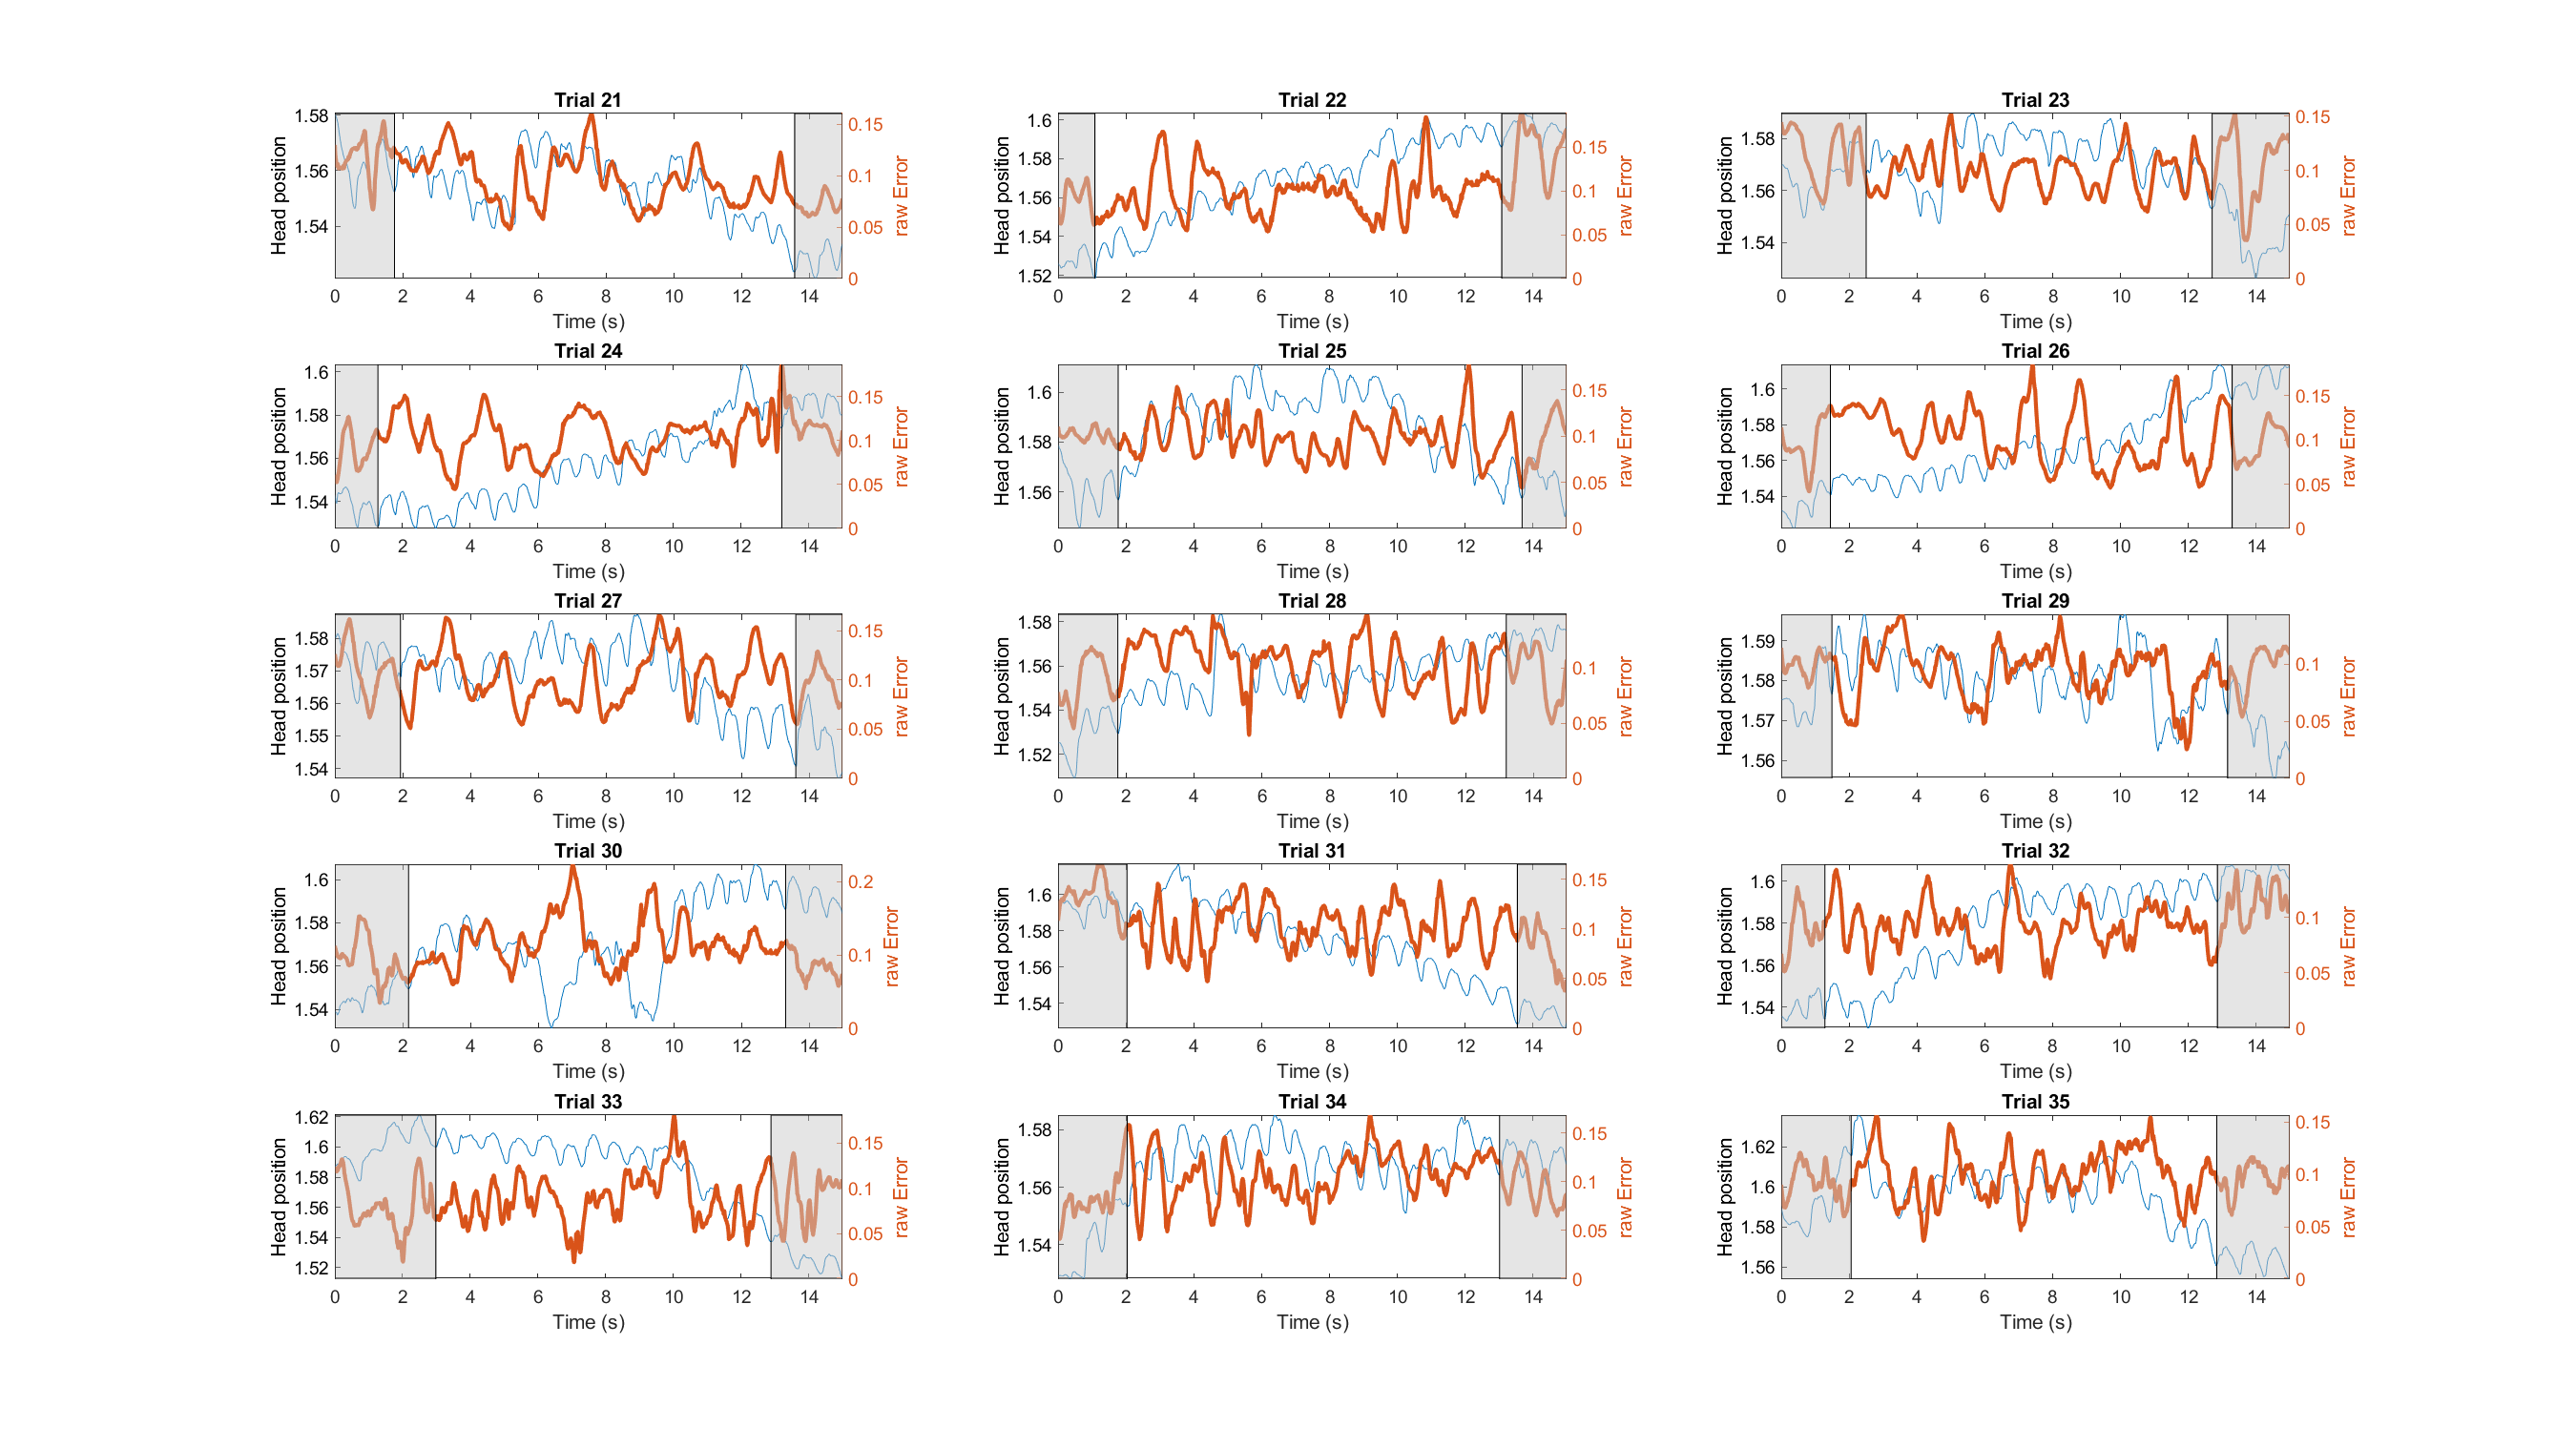 Trial 21
Trial 22
Trial 23
1.58
1.56
1.54
Head position
0.15
0.1
0.05
0
raw Error
1.6
1.58
1.56
1.54
1.52
Head position
0.15
0.1
0.05
0
raw Error
1.58
1.56
1.54
Head position
0.15
0.1
0.05
0
raw Error
0 2 4 6 8 10 12 14
0 2 4 6 8 10 12 14
0 2 4 6 8 10 12 14
Time (s)
Time (s)
Time (s)
Trial 24
Trial 25
Trial 26
1.6
1.58
1.56
1.54
Head position
0.15
0.1
0.05
0
raw Error
1.6
1.58
1.56
Head position
0.15
0.1
0.05
0
raw Error
1.6
1.58
1.56
1.54
Head position
0.15
0.1
0.05
0
raw Error
0 2 4 6 8 10 12 14
0 2 4 6 8 10 12 14
0 2 4 6 8 10 12 14
Time (s)
Time (s)
Time (s)
Trial 27
Trial 28
Trial 29
1.58
1.57
1.56
1.55
1.54
Head position
0.15
0.1
0.05
0
raw Error
1.58
1.56
1.54
1.52
Head position
0.1
0.05
0
raw Error
1.59
1.58
1.57
1.56
Head position
0.1
0.05
0
raw Error
0 2 4 6 8 10 12 14
0 2 4 6 8 10 12 14
0 2 4 6 8 10 12 14
Time (s)
Time (s)
Time (s)
Trial 30
Trial 31
Trial 32
1.6
1.58
1.56
1.54
Head position
0.2
0.1
0
raw Error
1.6
1.58
1.56
1.54
Head position
0.15
0.1
0.05
0
raw Error
1.6
1.58
1.56
1.54
Head position
0.1
0.05
0
raw Error
0 2 4 6 8 10 12 14
0 2 4 6 8 10 12 14
0 2 4 6 8 10 12 14
Time (s)
Time (s)
Time (s)
Trial 33
Trial 34
Trial 35
1.62
1.6
1.58
1.56
1.54
1.52
Head position
0.15
0.1
0.05
0
raw Error
1.58
1.56
1.54
Head position
0.15
0.1
0.05
0
raw Error
1.62
1.6
1.58
1.56
Head position
0.15
0.1
0.05
0
raw Error
0 2 4 6 8 10 12 14
0 2 4 6 8 10 12 14
0 2 4 6 8 10 12 14
Time (s)
Time (s)
Time (s)